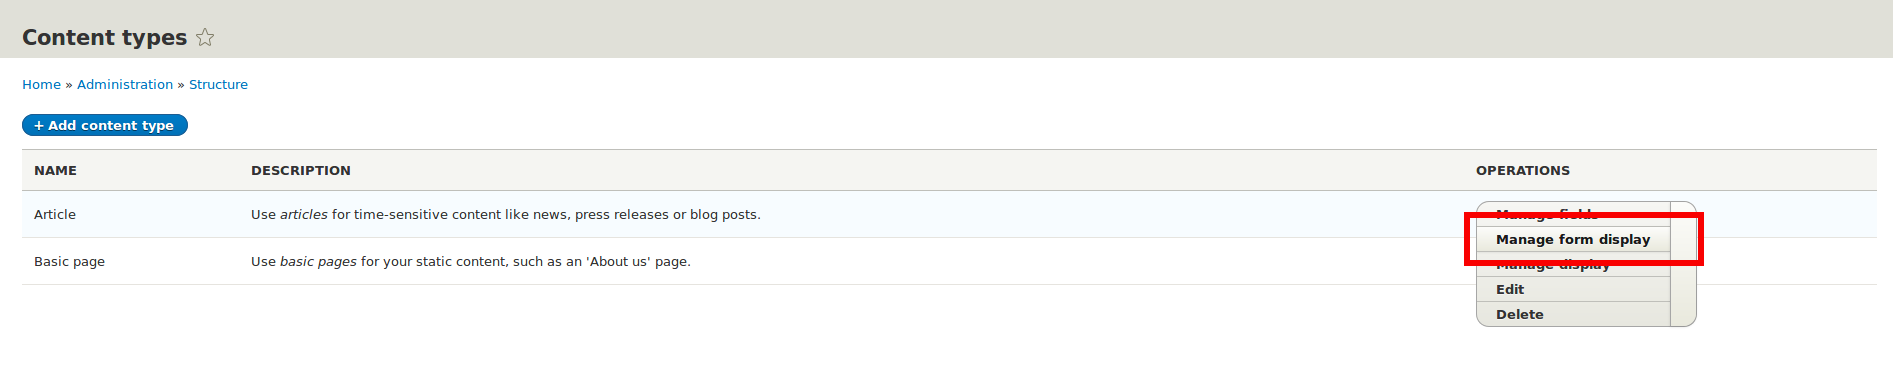 Content types
Home » Administration » Structure
+ Add content type
NAME DESCRIPTION OPERATIONS
Article Use articles for time-sensitive content like news, press releases or blog posts. Manage fields
Manage form display
Basic page Use basic pages for your static content, such as an 'About us' page. Manage display
Edit
Delete